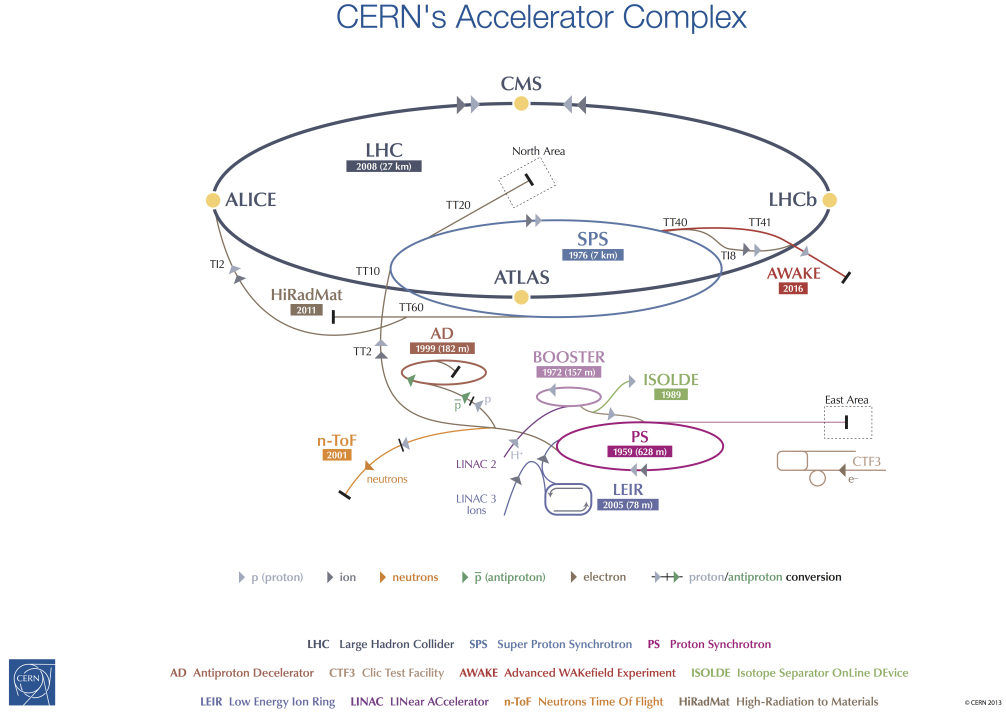 CERN's Accelerator Complex
CMS
LHC
2008 (27 km)
North Area
ALICE
LHCb
TT20
TT40
TT41
SPS
1976 (7 km)
TI8
TI2
TT10
ATLAS
AWAKE
2016
HiRadMat
2011
TT60
AD
1999 (182 m)
TT2
BOOSTER
1972 (157 m)
ISOLDE
1989
p̅
p
East Area
n-ToF
2001
PS
1959 (628 m)
H⁺
LINAC 2
neutrons
CTF3
e⁻
LEIR
2005 (78 m)
LINAC 3
Ions
p (proton) ion neutrons p̅ (antiproton) electron proton/antiproton conversion
LHC Large Hadron Collider SPS Super Proton Synchrotron PS Proton Synchrotron
AD Antiproton Decelerator CTF3 Clic Test Facility AWAKE Advanced WAKefield Experiment ISOLDE Isotope Separator OnLine DEvice
LEIR Low Energy Ion Ring LINAC LINear ACcelerator n-ToF Neutrons Time Of Flight HiRadMat High-Radiation to Materials
CERN
© CERN 2013